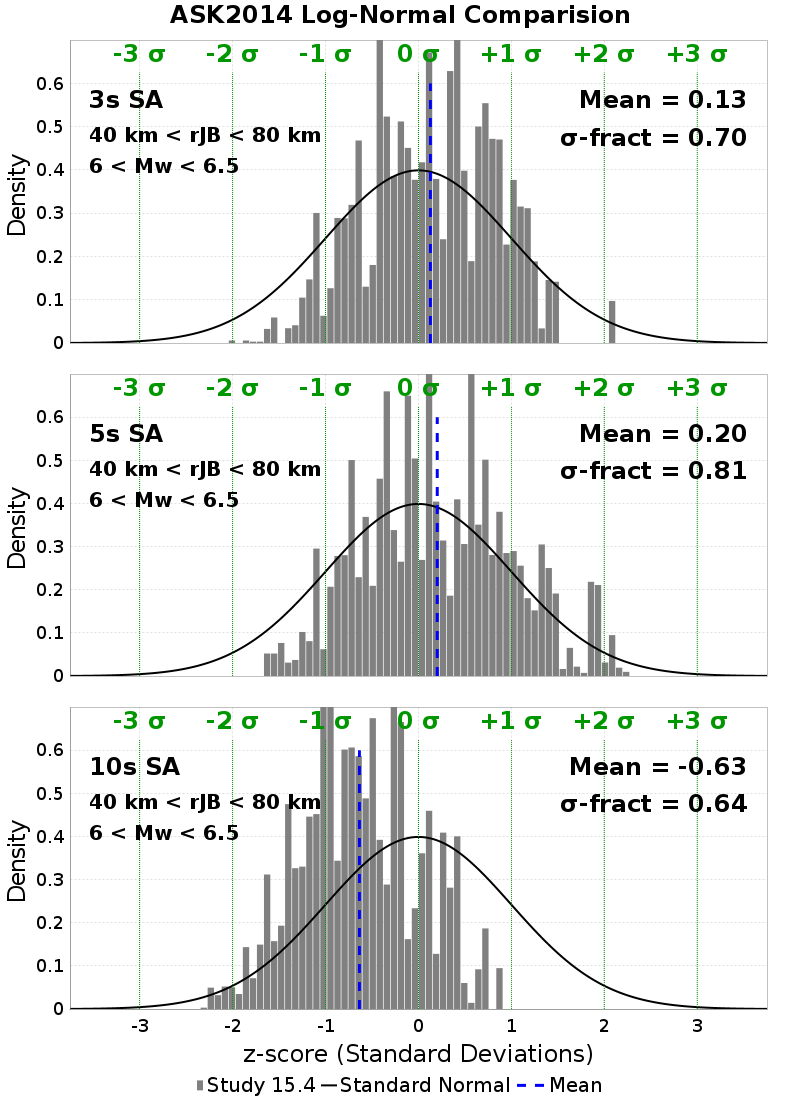 ASK2014 Log-Normal Comparision
-3 σ -2 σ -1 σ 0 σ +1 σ +2 σ +3 σ
3s SA Mean = 0.13
40 km < rJB < 80 km σ-fract = 0.70
6 < Mw < 6.5
Density
0.6
0.5
0.4
0.3
0.2
0.1
0
-3 σ -2 σ -1 σ 0 σ +1 σ +2 σ +3 σ
5s SA Mean = 0.20
40 km < rJB < 80 km σ-fract = 0.81
6 < Mw < 6.5
Density
0.6
0.5
0.4
0.3
0.2
0.1
0
-3 σ -2 σ -1 σ 0 σ +1 σ +2 σ +3 σ
10s SA Mean = -0.63
40 km < rJB < 80 km σ-fract = 0.64
6 < Mw < 6.5
Density
0.6
0.5
0.4
0.3
0.2
0.1
0
-3 -2 -1 0 1 2 3
z-score (Standard Deviations)
Study 15.4 Standard Normal Mean